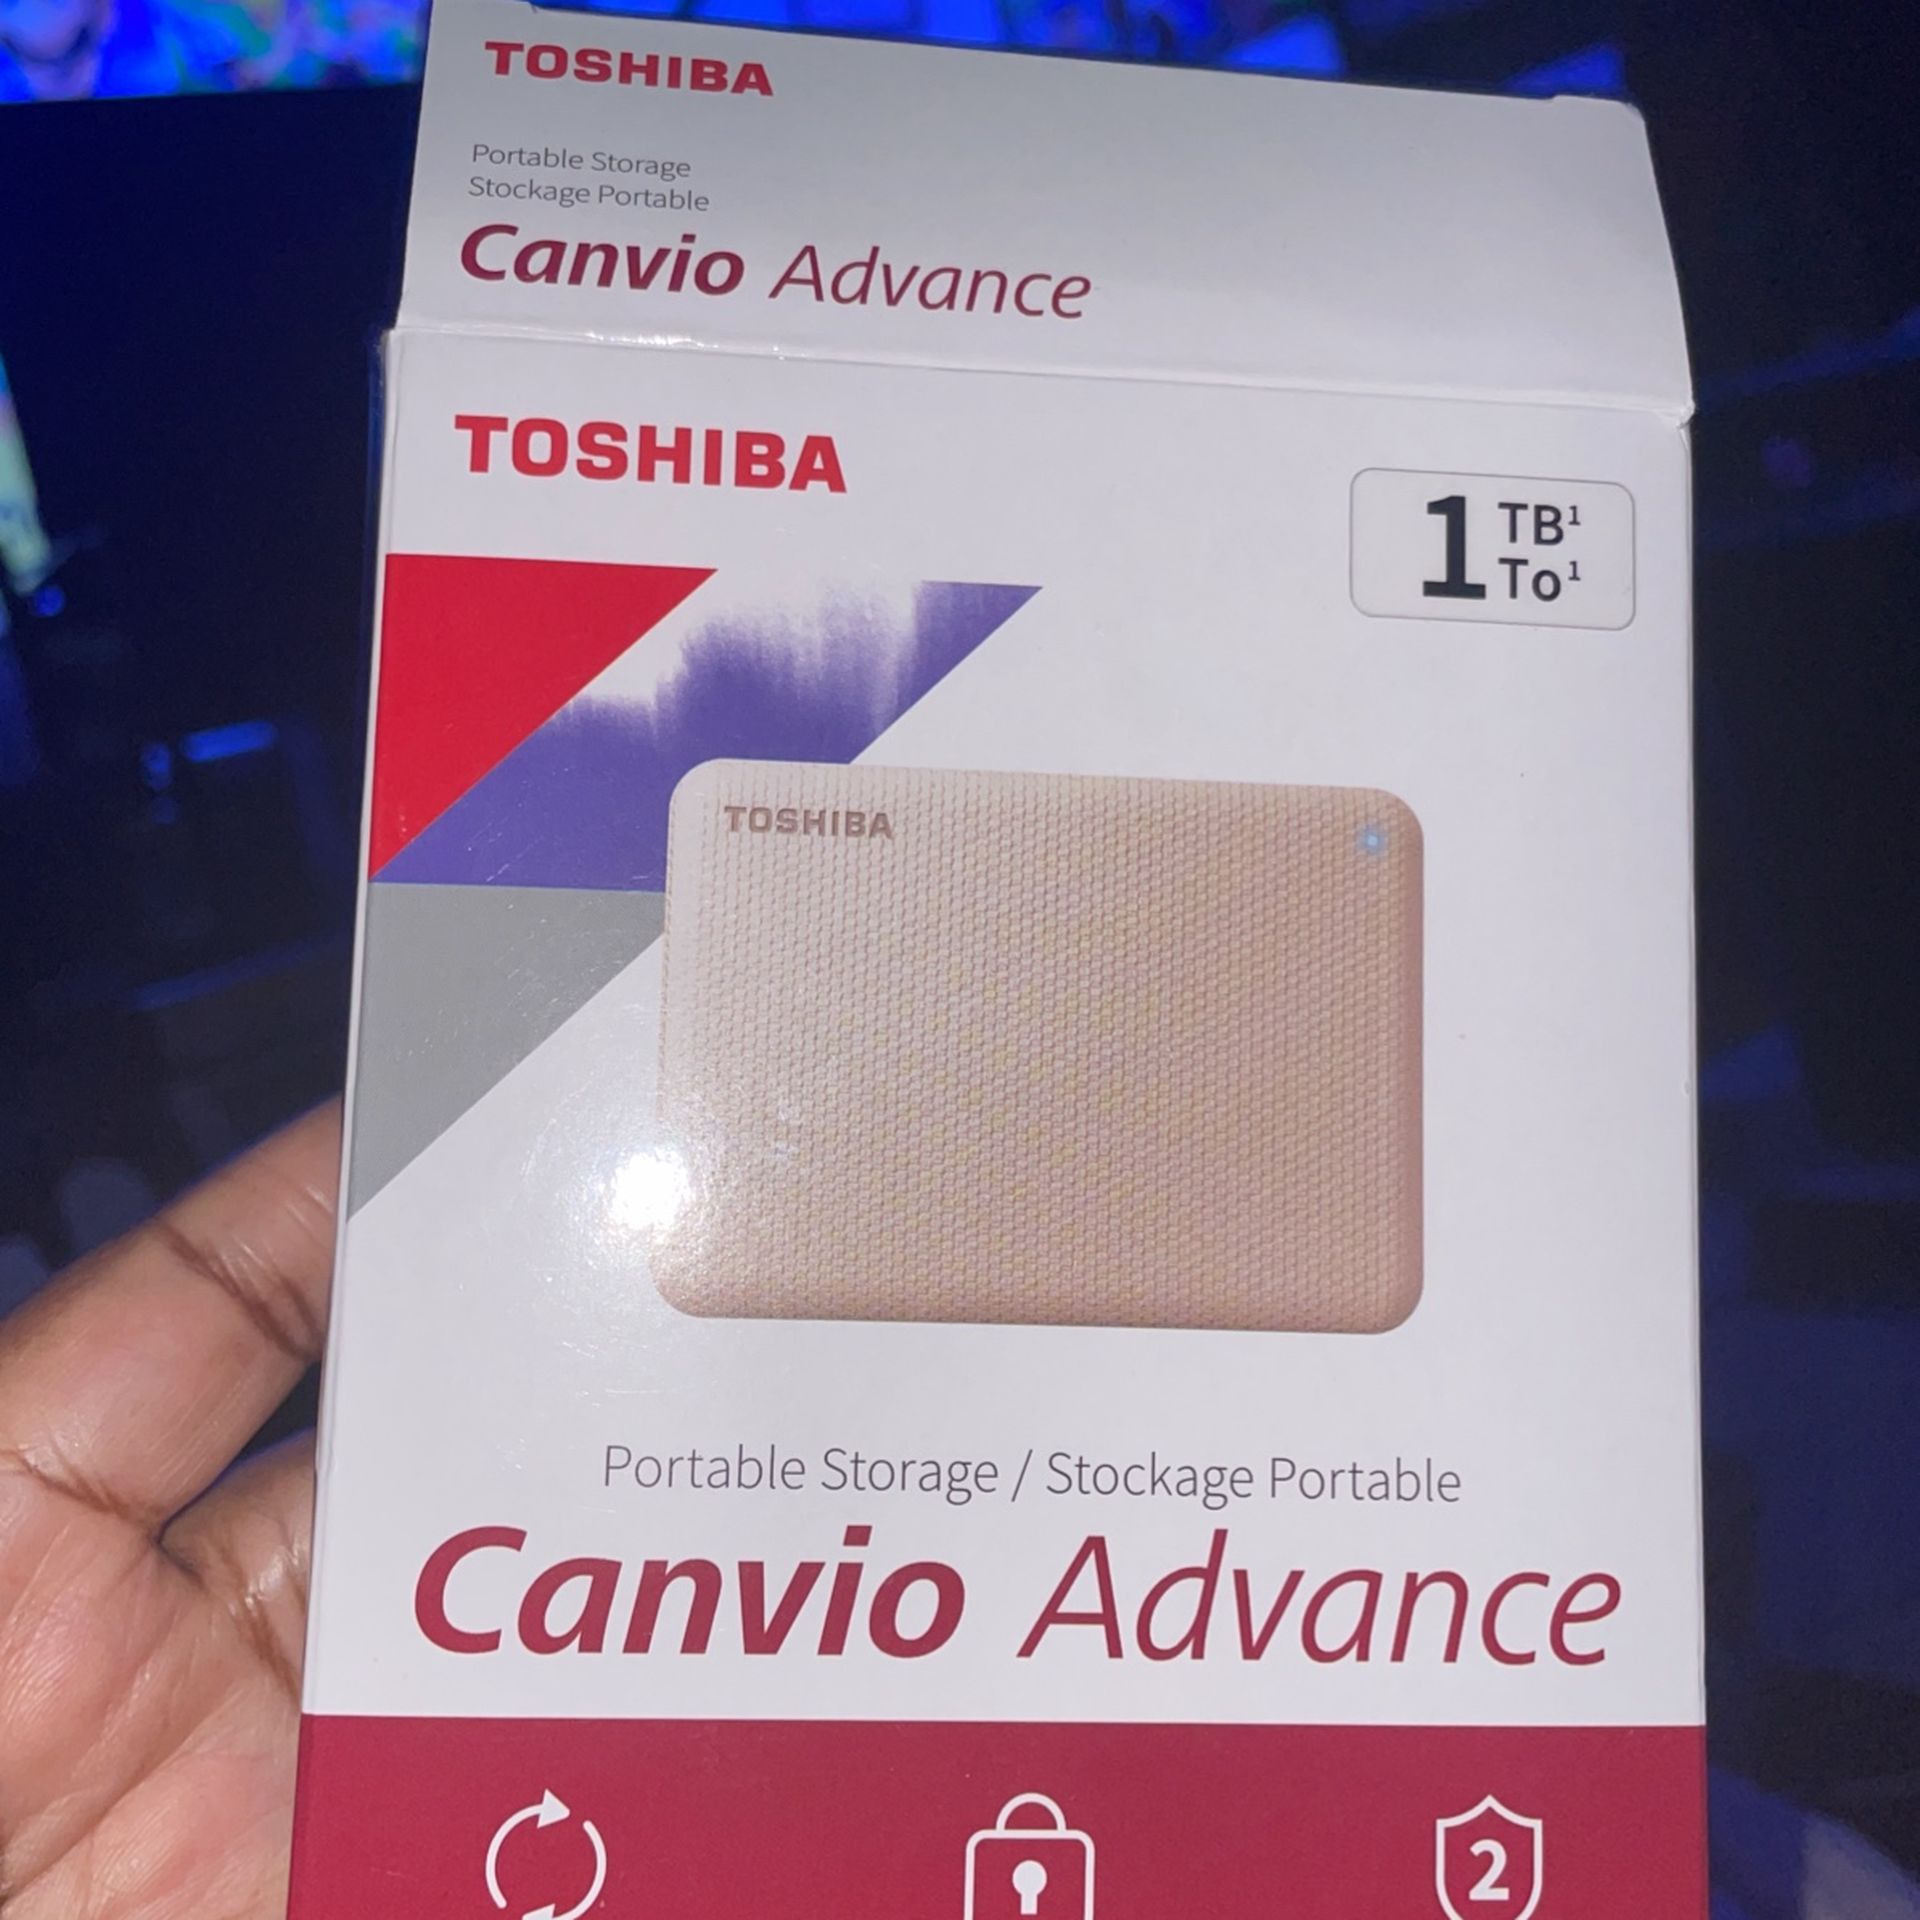 TOSHIBA
Portable Storage
Stockage Portable
Canvio Advance
TOSHIBA
1 TB¹
To¹
TOSHIBA
Portable Storage / Stockage Portable
Canvio Advance
2